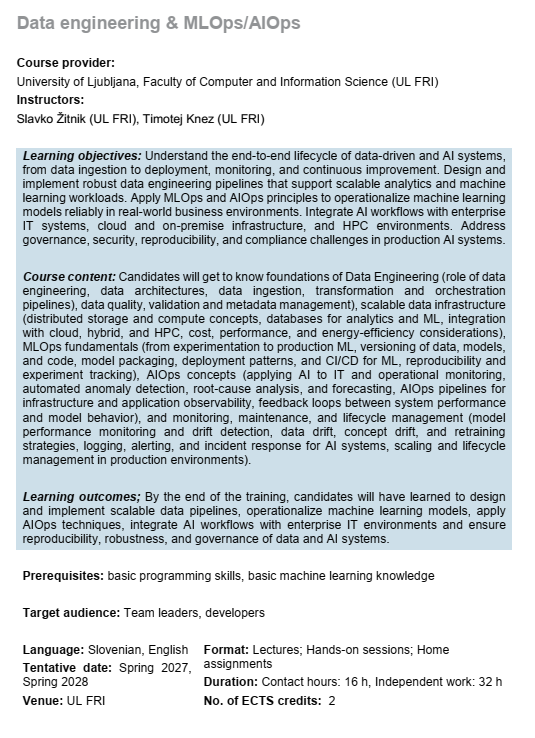 Data engineering & MLOps/AIOps
Course provider:
University of Ljubljana, Faculty of Computer and Information Science (UL FRI)
Instructors:
Slavko Žitnik (UL FRI), Timotej Knez (UL FRI)
Learning objectives: Understand the end-to-end lifecycle of data-driven and AI systems,
from data ingestion to deployment, monitoring, and continuous improvement. Design and
implement robust data engineering pipelines that support scalable analytics and machine
learning workloads. Apply MLOps and AIOps principles to operationalize machine learning
models reliably in real-world business environments. Integrate AI workflows with enterprise
IT systems, cloud and on-premise infrastructure, and HPC environments. Address
governance, security, reproducibility, and compliance challenges in production AI systems.
Course content: Candidates will get to know foundations of Data Engineering (role of data
engineering, data architectures, data ingestion, transformation and orchestration
pipelines), data quality, validation and metadata management), scalable data infrastructure
(distributed storage and compute concepts, databases for analytics and ML, integration
with cloud, hybrid, and HPC, cost, performance, and energy-efficiency considerations),
MLOps fundamentals (from experimentation to production ML, versioning of data, models,
and code, model packaging, deployment patterns, and CI/CD for ML, reproducibility and
experiment tracking), AIOps concepts (applying AI to IT and operational monitoring,
automated anomaly detection, root-cause analysis, and forecasting, AIOps pipelines for
infrastructure and application observability, feedback loops between system performance
and model behavior), and monitoring, maintenance, and lifecycle management (model
performance monitoring and drift detection, data drift, concept drift, and retraining
strategies, logging, alerting, and incident response for AI systems, scaling and lifecycle
management in production environments).
Learning outcomes; By the end of the training, candidates will have learned to design
and implement scalable data pipelines, operationalize machine learning models, apply
AIOps techniques, integrate AI workflows with enterprise IT environments and ensure
reproducibility, robustness, and governance of data and AI systems.
Prerequisites: basic programming skills, basic machine learning knowledge
Target audience: Team leaders, developers
Language: Slovenian, English
Tentative date: Spring 2027,
Spring 2028
Venue: UL FRI
Format: Lectures; Hands-on sessions; Home
assignments
Duration: Contact hours: 16 h, Independent work: 32 h
No. of ECTS credits: 2